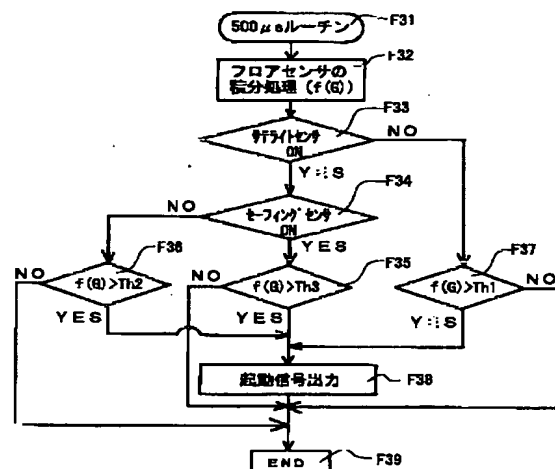 500μsルーチン
F31
フロアセンサの
積分処理 (f(G))
F32
サテライトセンサ
ON
F33
NO
YES
F34
セーフィングセンサ
ON
NO
YES
F36
F35
F37
NO
f(G)>Th2
NO
f(G)>Th3
f(G)>Th1
NO
YES
YES
YES
起動信号出力
F38
END
F39